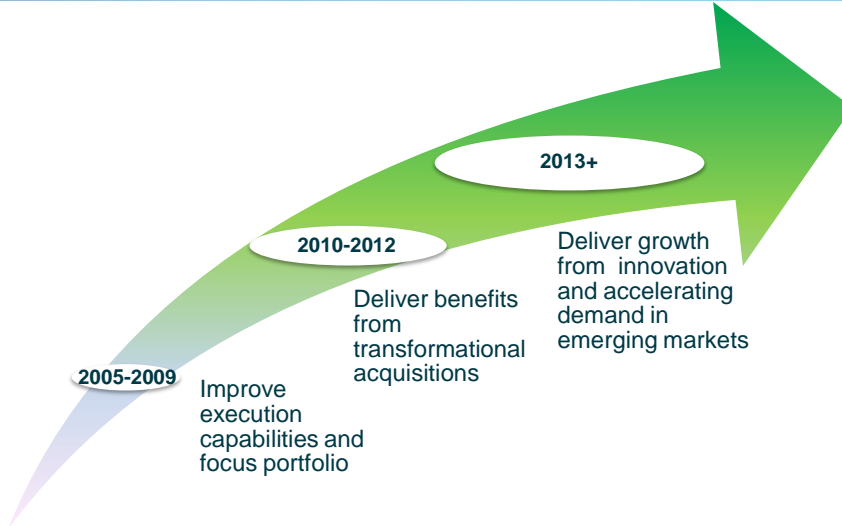 2013+
Deliver growth
from innovation
and accelerating
demand in
emerging markets
2010-2012
Deliver benefits
from
transformational
acquisitions
2005-2009
Improve
execution
capabilities and
focus portfolio